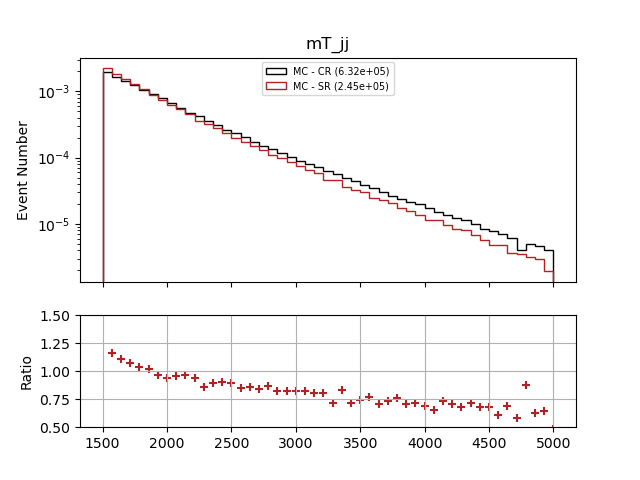 mT_jj
MC - CR (6.32e+05)
MC - SR (2.45e+05)
10⁻³
10⁻⁴
10⁻⁵
Event Number
1.50
1.25
1.00
0.75
0.50
Ratio
1500 2000 2500 3000 3500 4000 4500 5000